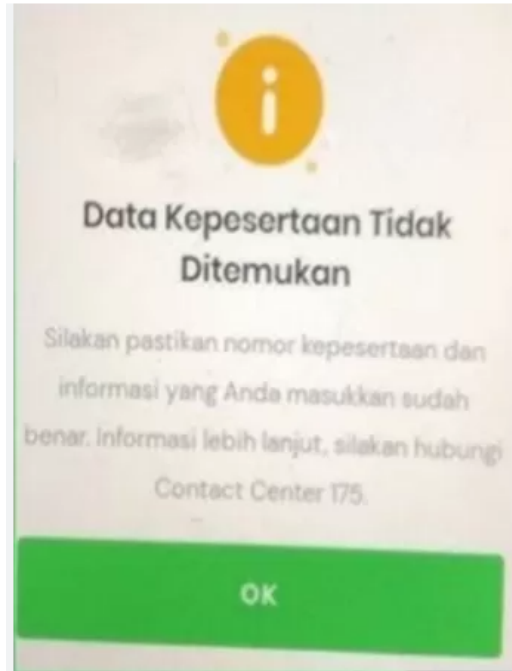 Data Kepesertaan Tidak
Ditemukan
Silakan pastikan nomor kepesertaan dan
informasi yang Anda masukkan sudah
benar. Informasi lebih lanjut, silakan hubungi
Contact Center 175.
OK